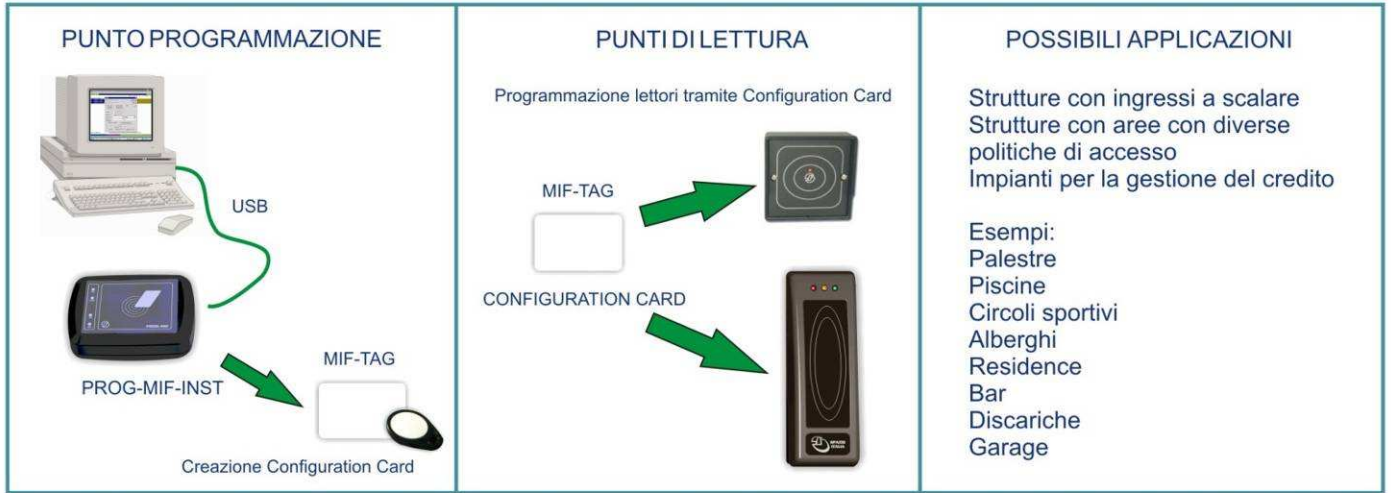 PUNTO PROGRAMMAZIONE
USB
PROG-MIF-INST
MIF-TAG
Creazione Configuration Card
PUNTI DI LETTURA
Programmazione lettori tramite Configuration Card
MIF-TAG
CONFIGURATION CARD
POSSIBILI APPLICAZIONI
Strutture con ingressi a scalare
Strutture con aree con diverse
politiche di accesso
Impianti per la gestione del credito
Esempi:
Palestre
Piscine
Circoli sportivi
Alberghi
Residence
Bar
Discariche
Garage